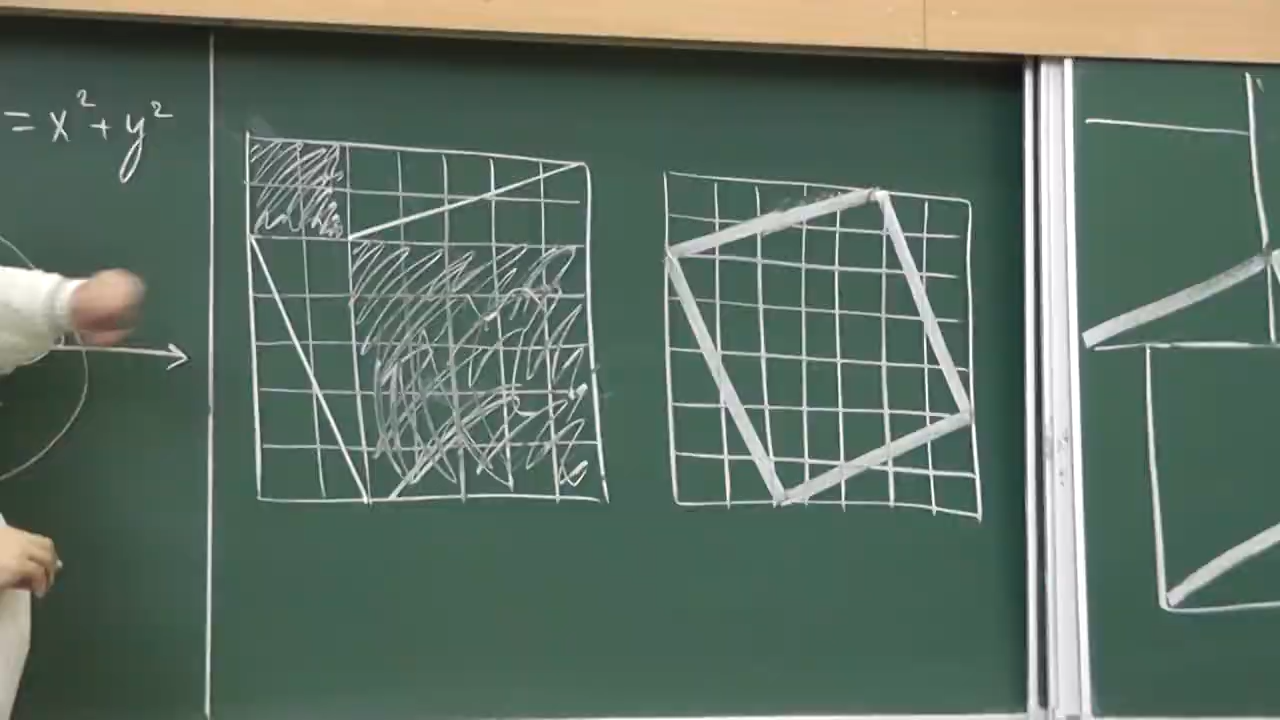 = x² + y²